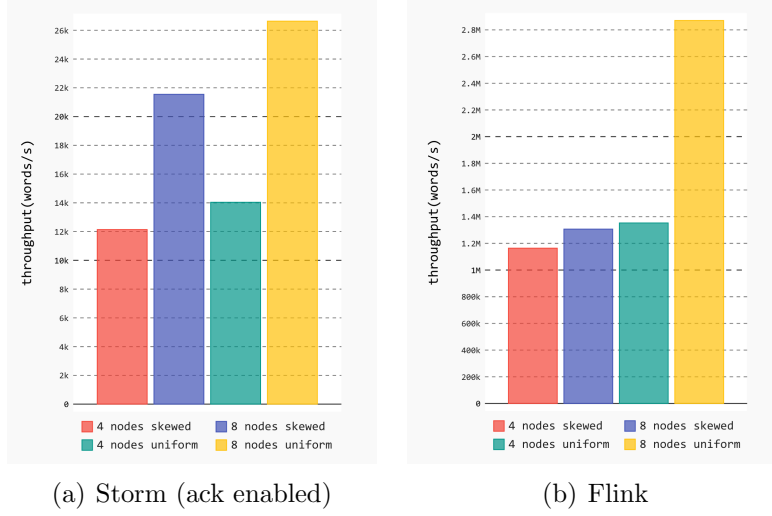 throughput(words/s)
26k
24k
22k
20k
18k
16k
14k
12k
10k
8k
6k
4k
2k
0
4 nodes skewed 8 nodes skewed
4 nodes uniform 8 nodes uniform
(a) Storm (ack enabled)
throughput(words/s)
2.8M
2.6M
2.4M
2.2M
2M
1.8M
1.6M
1.4M
1.2M
1M
800k
600k
400k
200k
0
4 nodes skewed 8 nodes skewed
4 nodes uniform 8 nodes uniform
(b) Flink